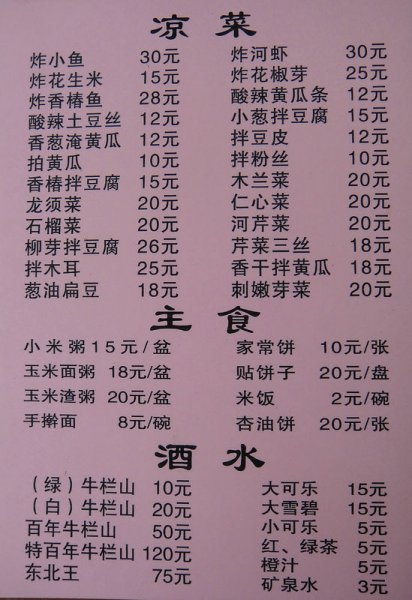 凉菜
炸小鱼 30元 炸河虾 30元
炸花生米 15元 炸花椒芽 25元
炸香椿鱼 28元 酸辣黄瓜条 12元
酸辣土豆丝 12元 小葱拌豆腐 15元
香葱淹黄瓜 12元 拌豆皮 12元
拍黄瓜 10元 拌粉丝 10元
香椿拌豆腐 15元 木兰菜 20元
龙须菜 20元 仁心菜 20元
石榴菜 20元 河芹菜 20元
柳芽拌豆腐 26元 芹菜三丝 18元
拌木耳 25元 香干拌黄瓜 18元
葱油扁豆 18元 刺嫩芽菜 20元
主食
小米粥 15元/盆 家常饼 10元/张
玉米面粥 18元/盆 贴饼子 20元/盘
玉米渣粥 20元/盆 米饭 2元/碗
手擀面 8元/碗 杏油饼 20元/张
酒水
（绿）牛栏山 10元 大可乐 15元
（白）牛栏山 20元 大雪碧 15元
百年牛栏山 50元 小可乐 5元
特百年牛栏山 120元 红、绿茶 5元
东北王 75元 橙汁 5元
矿泉水 3元